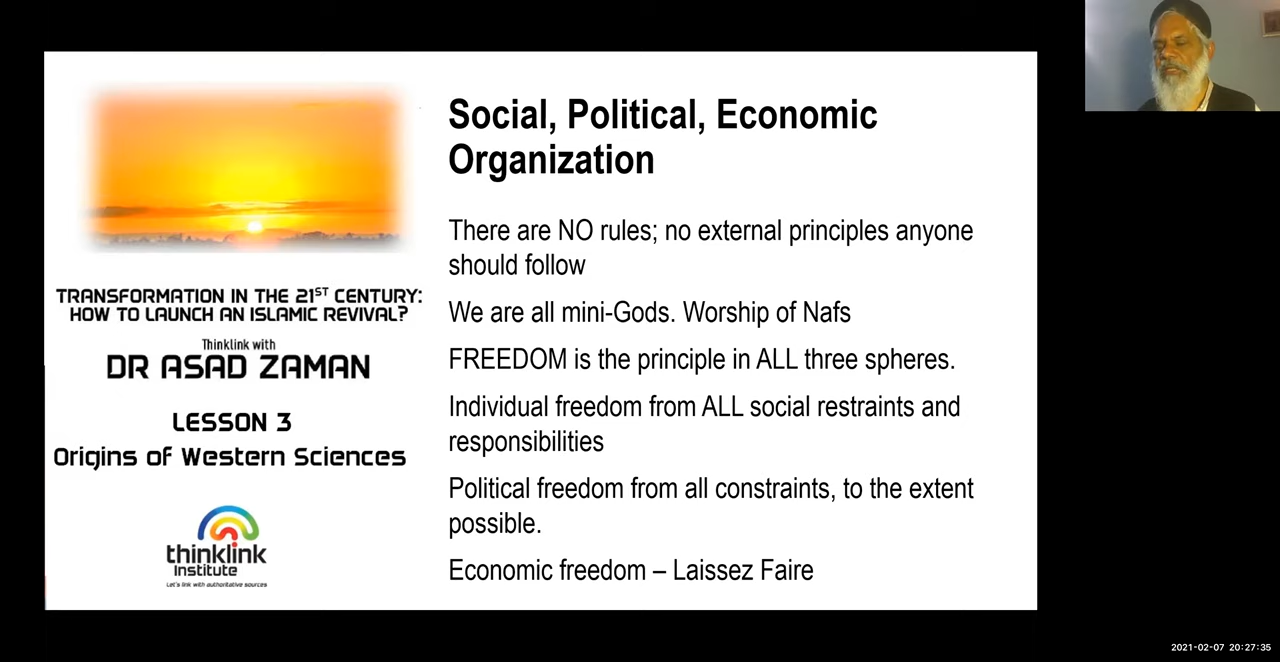 Social, Political, Economic
Organization
There are NO rules; no external principles anyone
should follow
We are all mini-Gods. Worship of Nafs
FREEDOM is the principle in ALL three spheres.
Individual freedom from ALL social restraints and
responsibilities
Political freedom from all constraints, to the extent
possible.
Economic freedom – Laissez Faire
TRANSFORMATION IN THE 21ST CENTURY:
HOW TO LAUNCH AN ISLAMIC REVIVAL?
Thinklink with
DR ASAD ZAMAN
LESSON 3
Origins of Western Sciences
thinklink
Institute
Let's link with authoritative sources
2021-02-07 20:27:35